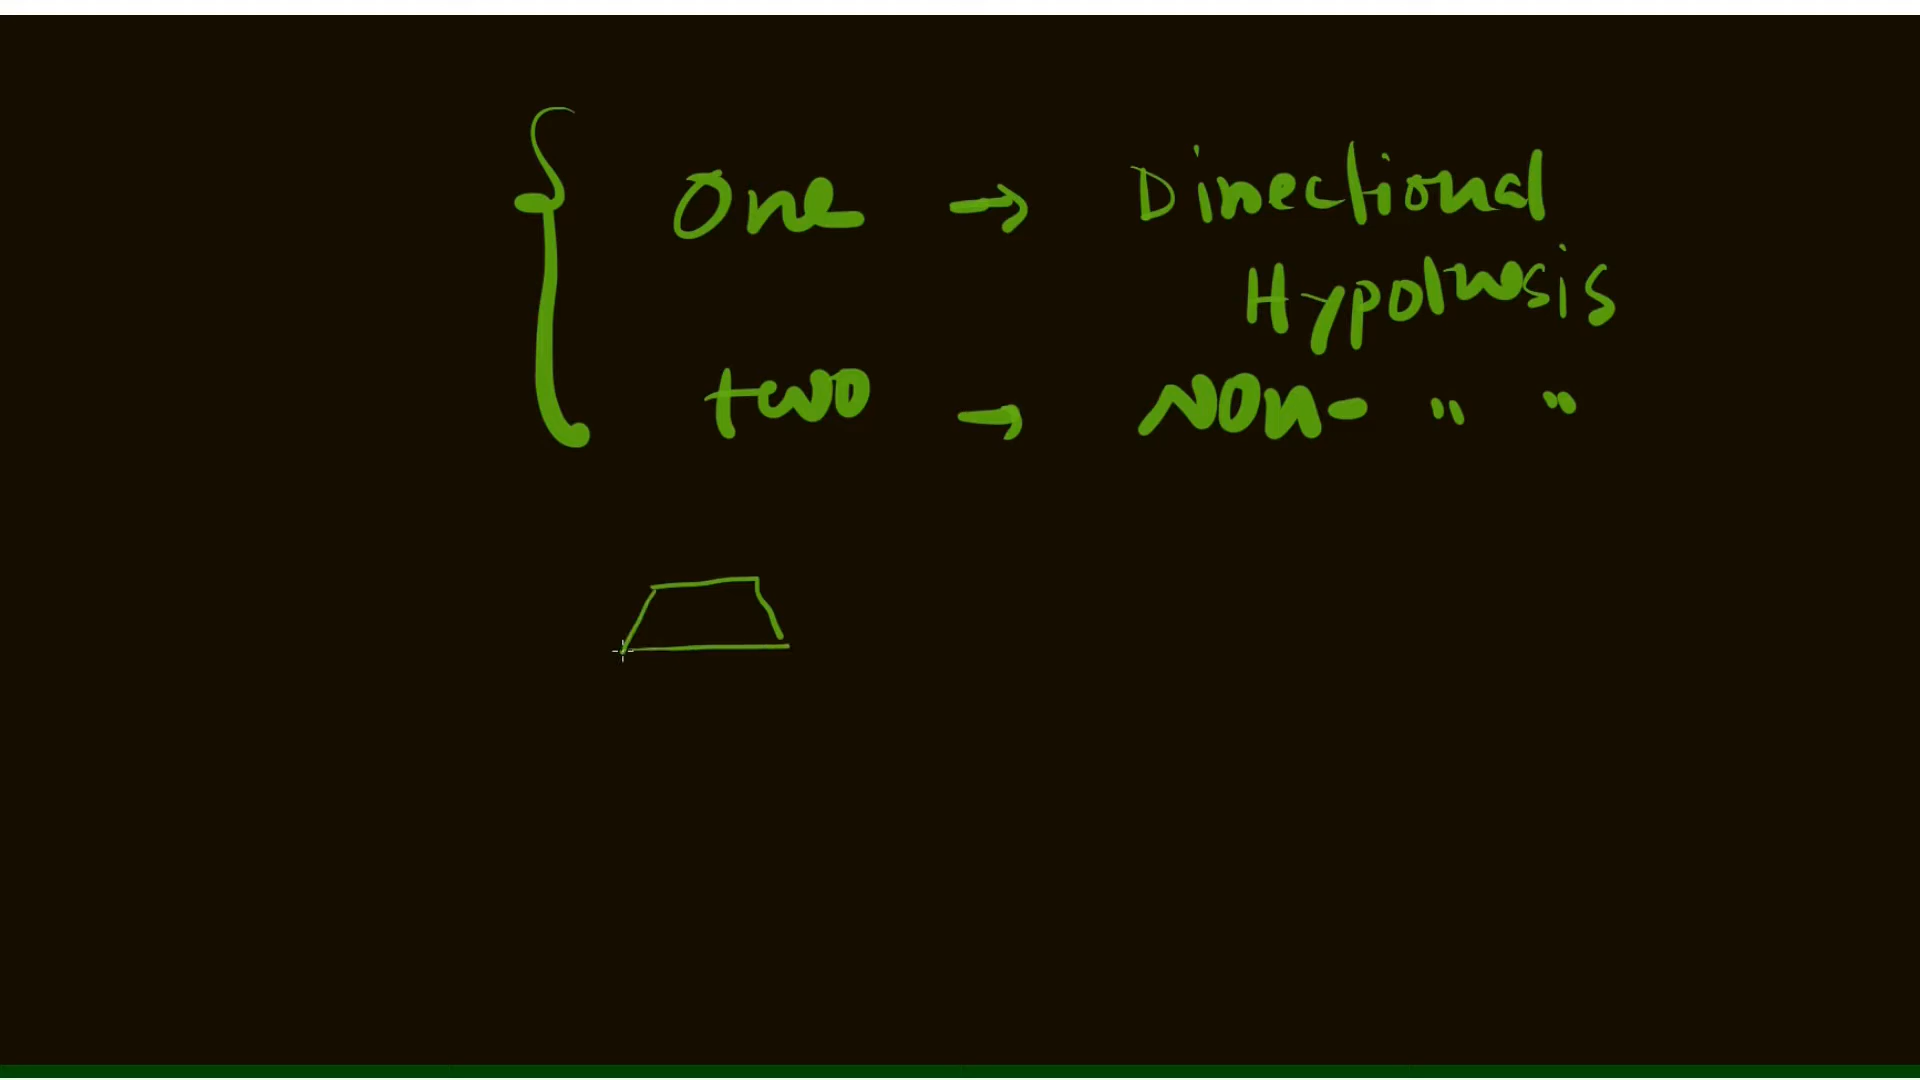 One → Directional
Hypothesis
two → Non- " "